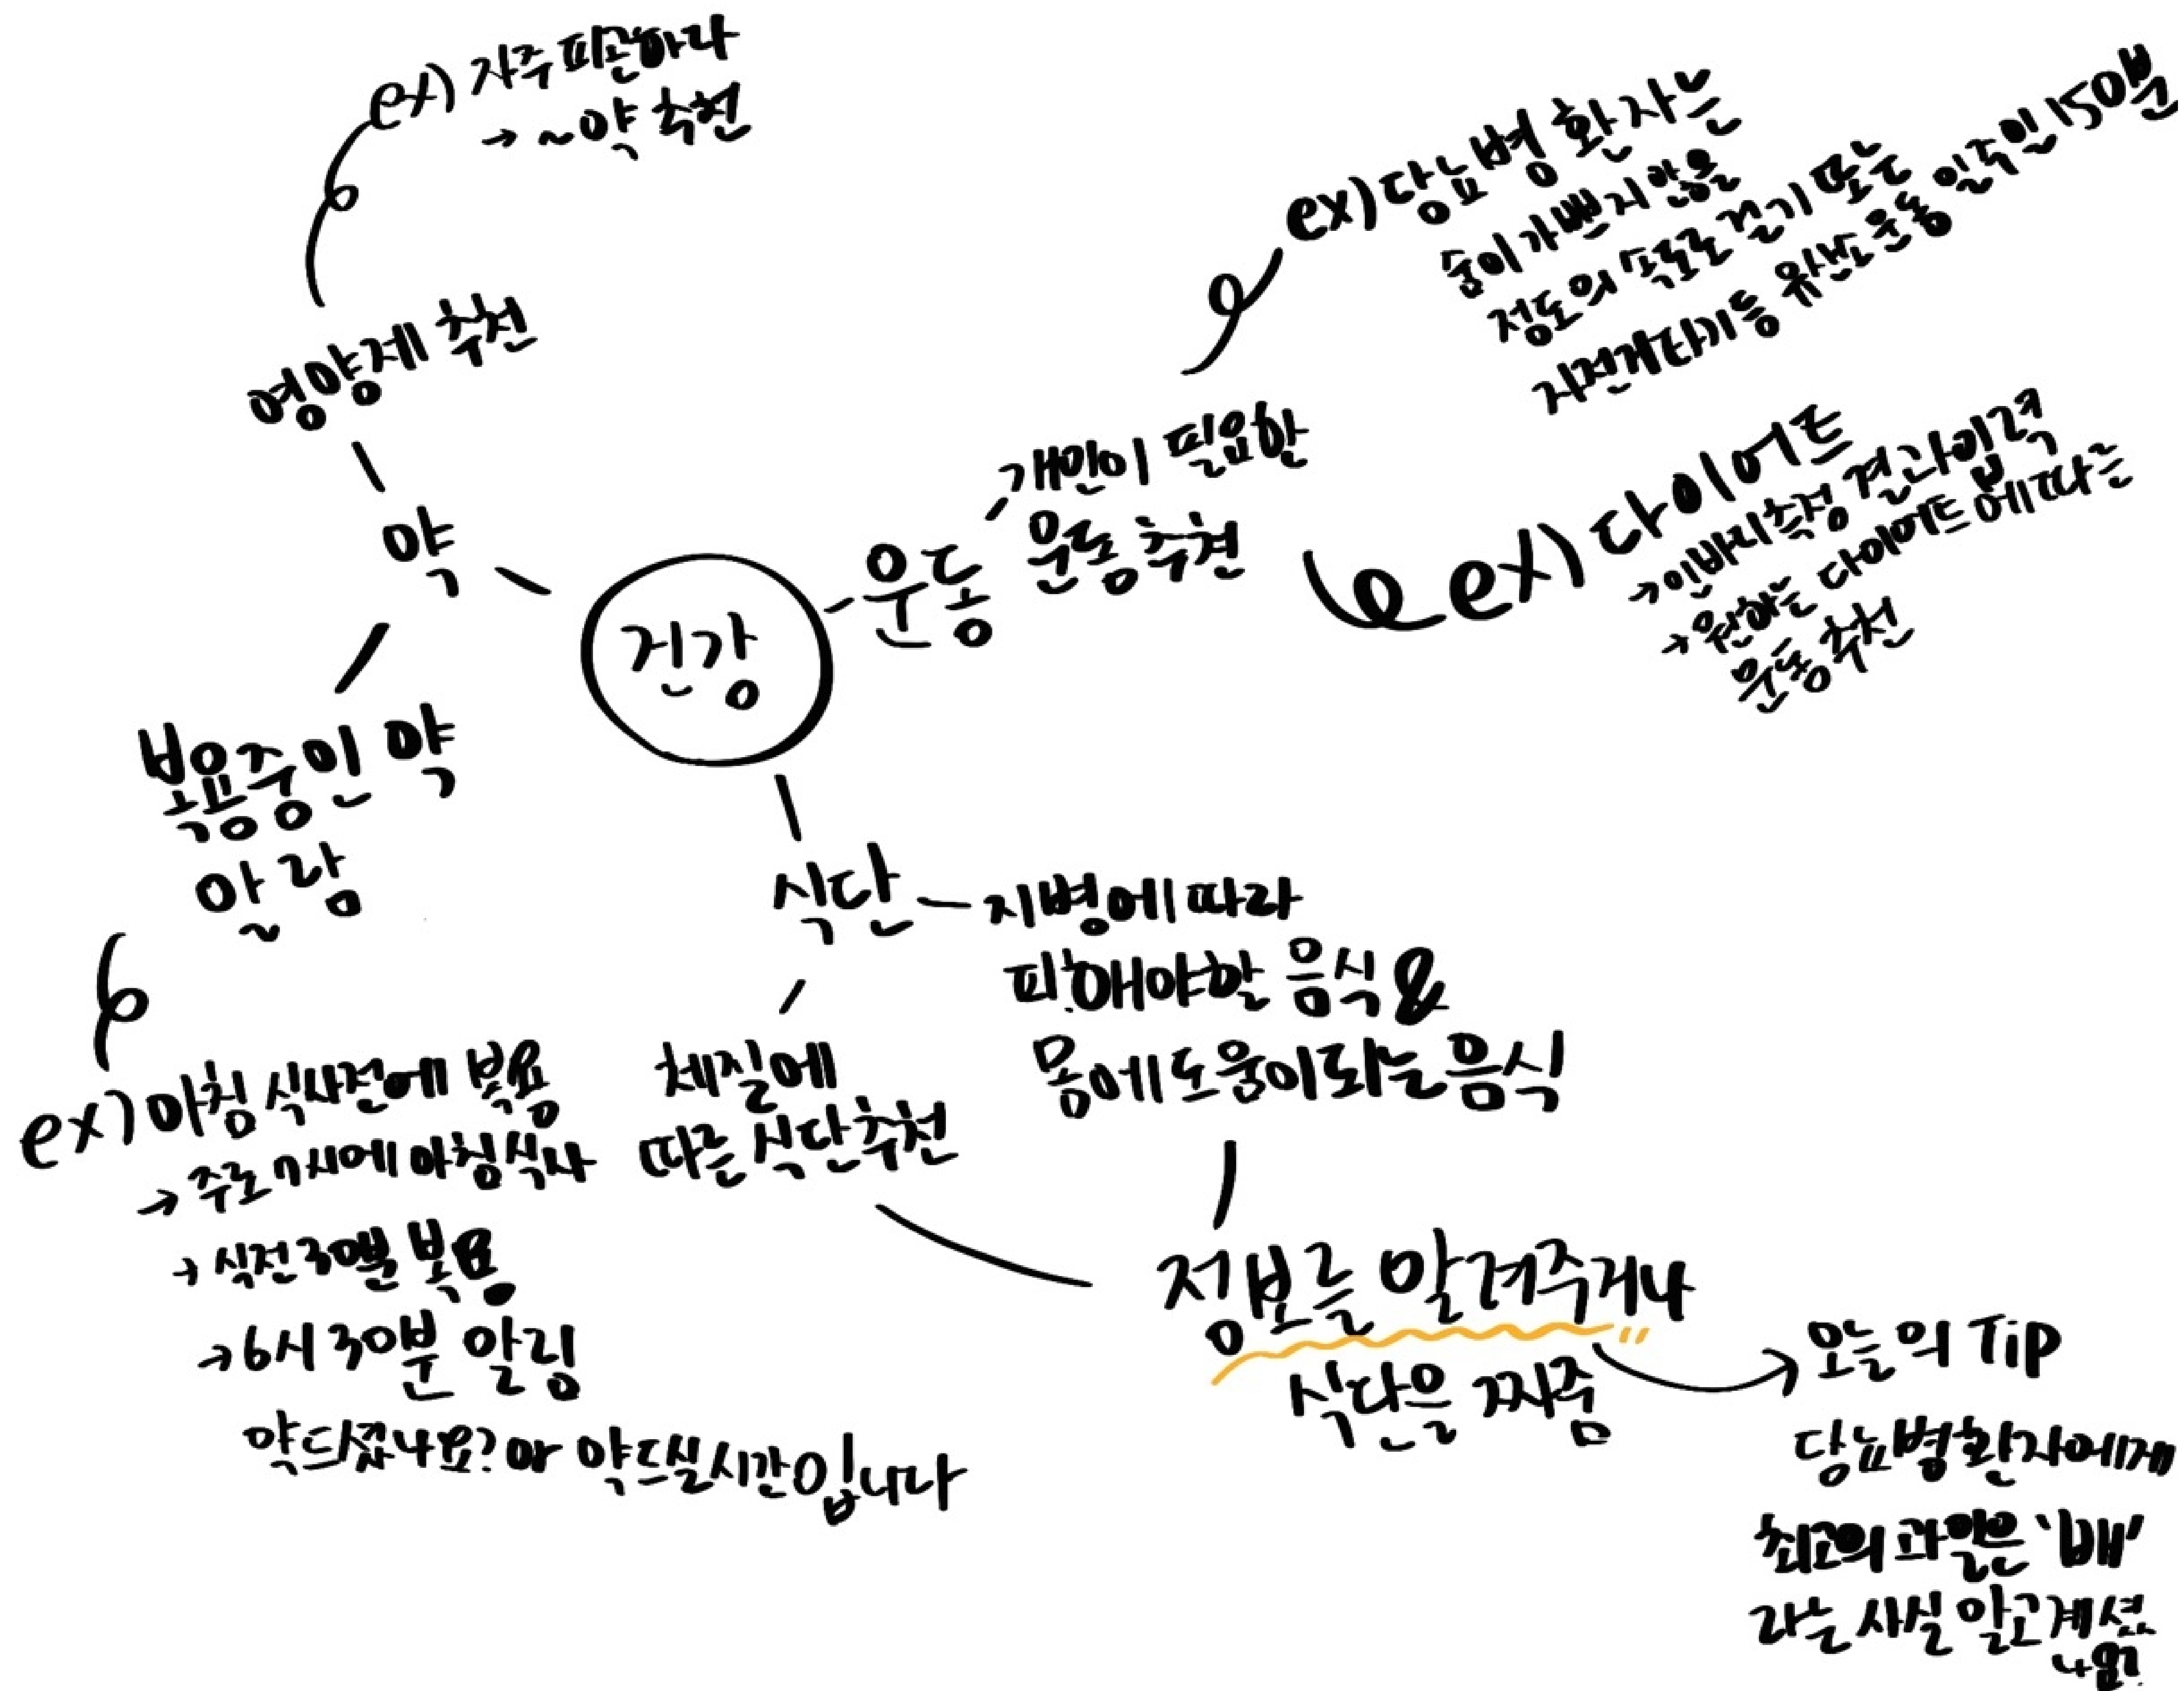 ex) 자주 피곤하다
→ ~약 추천
영양제 추천
약
복용중인 약
알람
ex) 아침 식사전에 복용
→ 주로 7시에 아침식사
→ 식전 30분 복용
→ 6시 30분 알림
약드셨나요? or 약드실시간입니다
건강
운동
개인이 필요한
운동 추천
ex) 당뇨병 환자는
숨이 가쁘지 않을
정도의 속도로 걷기 또는
자전거타기등 유산소운동 일주일 150분
ex) 다이어트
→ 인바디측정 결과입력
→ 원하는 다이어트에 따른
운동추천
식단
지병에 따라
피해야할 음식 &
몸에 도움이되는 음식
체질에
따른 식단추천
정보를 알려주거나
식단을 짜줌
오늘의 Tip
당뇨병 환자에게
최고의 과일은 '배'
라는 사실 알고계셨
나요?